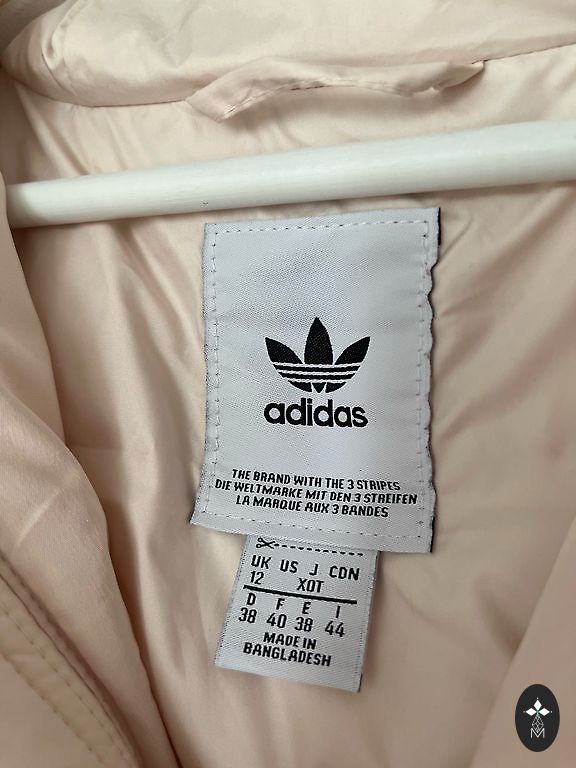 adidas
THE BRAND WITH THE 3 STRIPES
DIE WELTMARKE MIT DEN 3 STREIFEN
LA MARQUE AUX 3 BANDES
UK US J CDN
12 XOT
D F E I
38 40 38 44
MADE IN
BANGLADESH
M